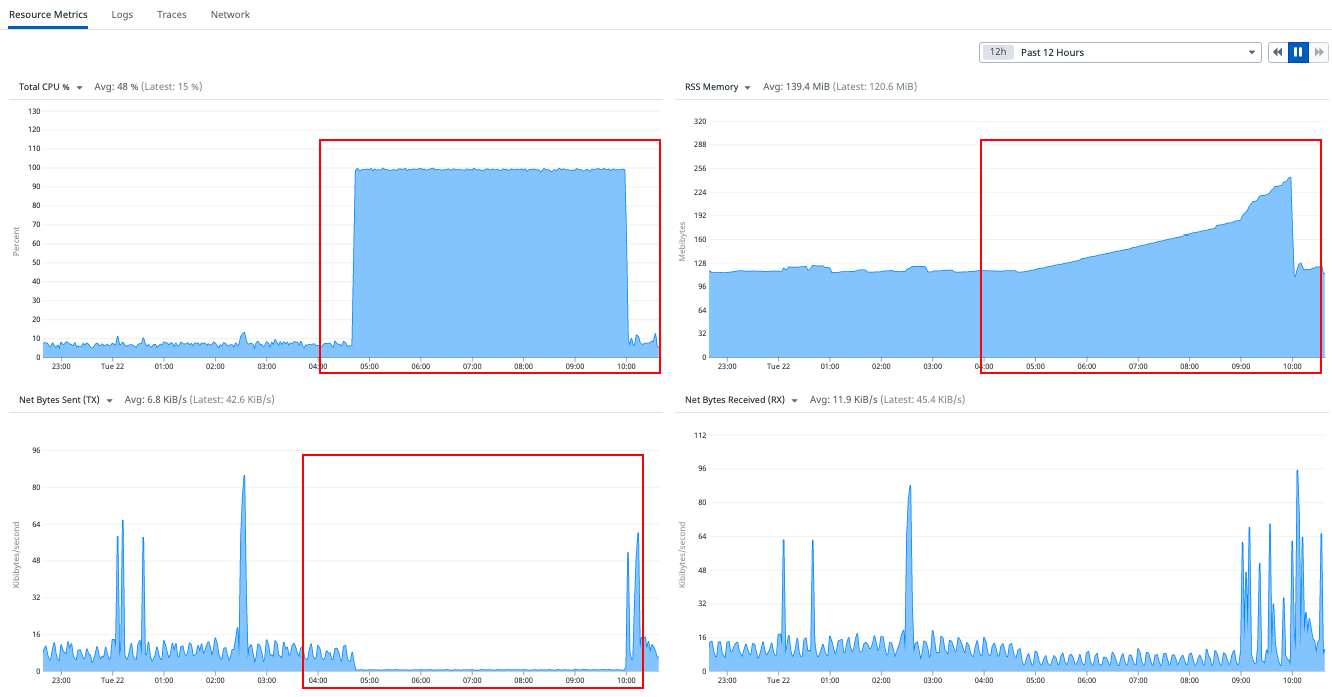 Resource Metrics Logs Traces Network
12h Past 12 Hours
Total CPU % Avg: 48 % (Latest: 15 %)
130
120
110
100
90
80
70
60
50
40
30
20
10
0
Percent
23:00 Tue 22 01:00 02:00 03:00 04:00 05:00 06:00 07:00 08:00 09:00 10:00
RSS Memory Avg: 139.4 MiB (Latest: 120.6 MiB)
320
288
256
224
192
160
128
96
64
32
0
Mebibytes
23:00 Tue 22 01:00 02:00 03:00 04:00 05:00 06:00 07:00 08:00 09:00 10:00
Net Bytes Sent (TX) Avg: 6.8 KiB/s (Latest: 42.6 KiB/s)
96
80
64
48
32
16
0
Kibibytes/second
23:00 Tue 22 01:00 02:00 03:00 04:00 05:00 06:00 07:00 08:00 09:00 10:00
Net Bytes Received (RX) Avg: 11.9 KiB/s (Latest: 45.4 KiB/s)
112
96
80
64
48
32
16
0
Kibibytes/second
23:00 Tue 22 01:00 02:00 03:00 04:00 05:00 06:00 07:00 08:00 09:00 10:00